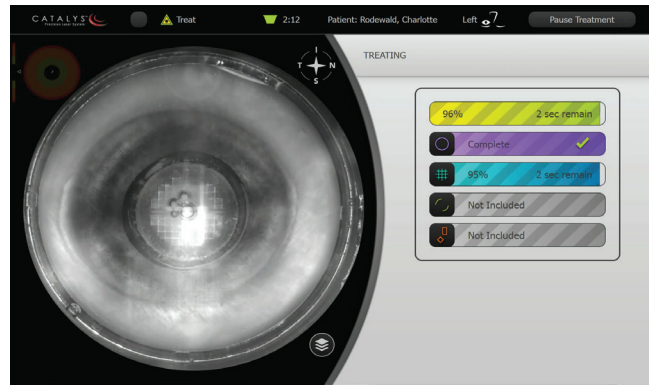 CATALYS
Precision Laser System
Treat
2:12
Patient: Rodewald, Charlotte
Left
Pause Treatment
TREATING
I
T N
S
96% 2 sec remain
Complete
95% 2 sec remain
Not Included
Not Included